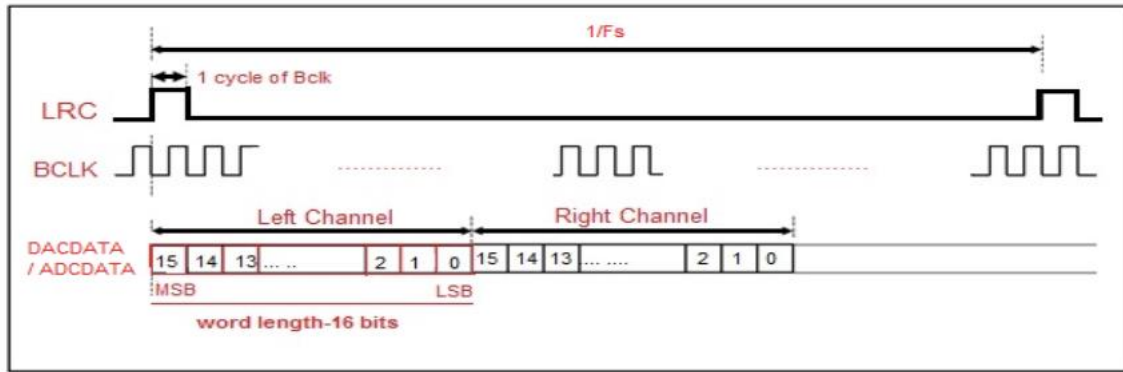 1/Fs
1 cycle of Bclk
LRC
BCLK
Left Channel
Right Channel
DACDATA
/ ADCDATA
15 14 13 ... .. 2 1 0 15 14 13 ... .... 2 1 0
MSB
LSB
word length-16 bits